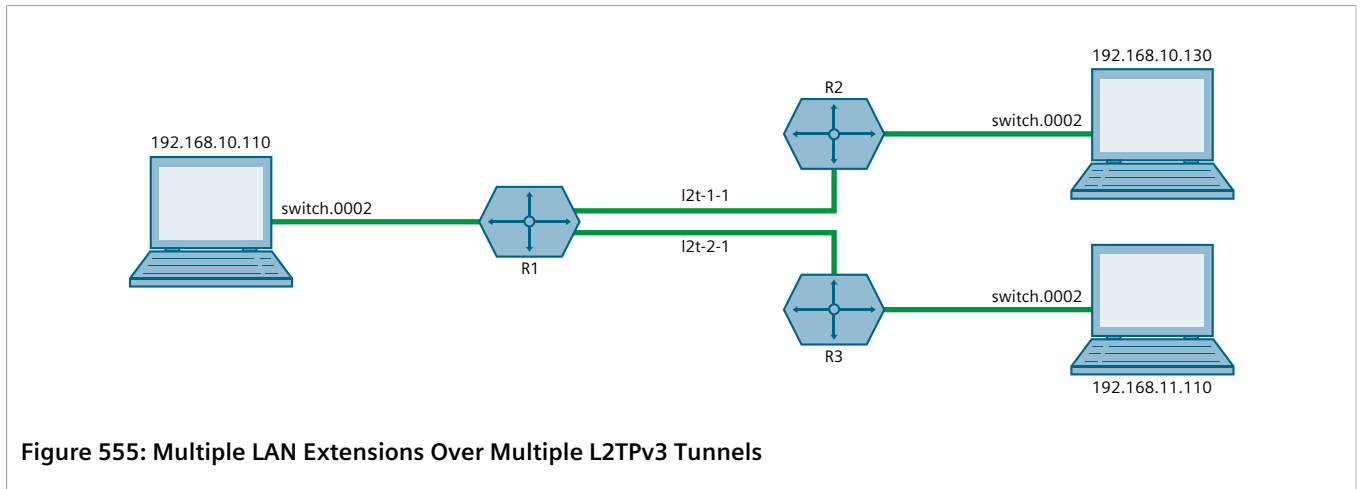 192.168.10.130
R2
switch.0002
192.168.10.110
switch.0002
l2t-1-1
l2t-2-1
R1
switch.0002
R3
192.168.11.110
Figure 555: Multiple LAN Extensions Over Multiple L2TPv3 Tunnels